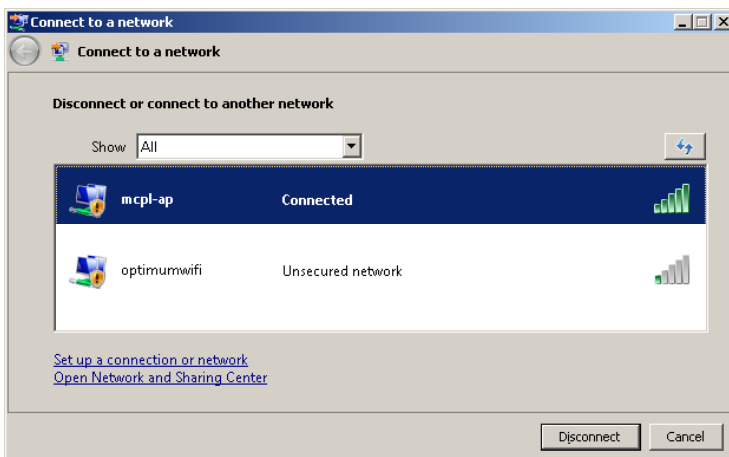 Connect to a network
Connect to a network
Disconnect or connect to another network
Show All
mcpl-ap Connected
optimumwifi Unsecured network
Set up a connection or network
Open Network and Sharing Center
Disconnect Cancel